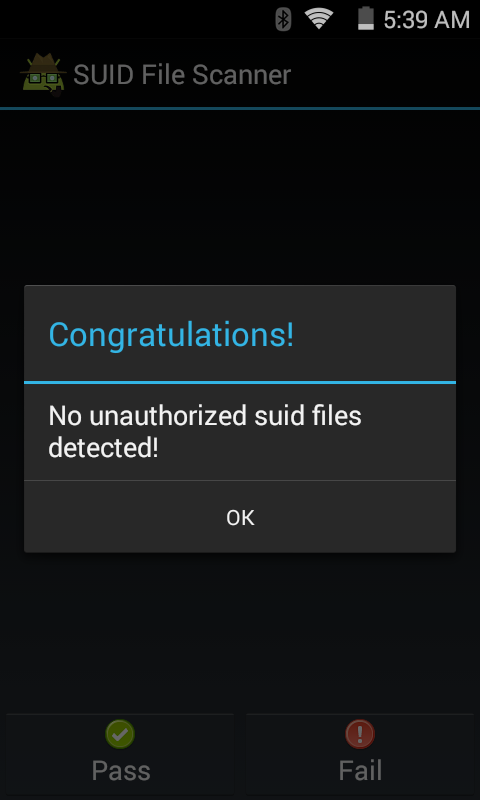 5:39 AM
SUID File Scanner
Congratulations!
No unauthorized suid files
detected!
OK
Pass
Fail